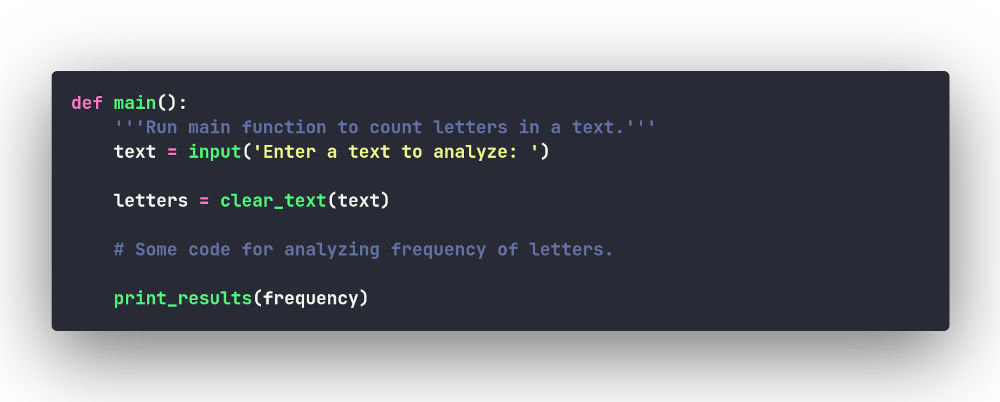 def main():
    '''Run main function to count letters in a text.'''
    text = input('Enter a text to analyze: ')

    letters = clear_text(text)

    # Some code for analyzing frequency of letters.

    print_results(frequency)